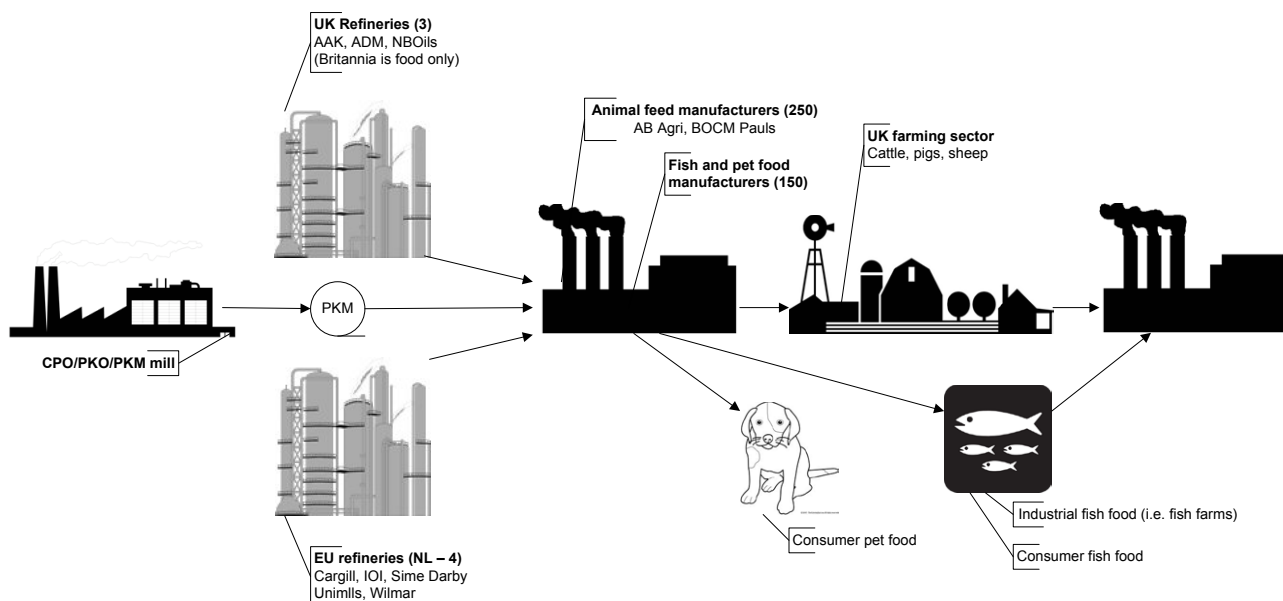 UK Refineries (3)
AAK, ADM, NBOils
(Britannia is food only)
Animal feed manufacturers (250)
AB Agri, BOCM Pauls
Fish and pet food
manufacturers (150)
UK farming sector
Cattle, pigs, sheep
PKM
CPO/PKO/PKM mill
Consumer pet food
Industrial fish food (i.e. fish farms)
Consumer fish food
EU refineries (NL – 4)
Cargill, IOI, Sime Darby
Unimlls, Wilmar